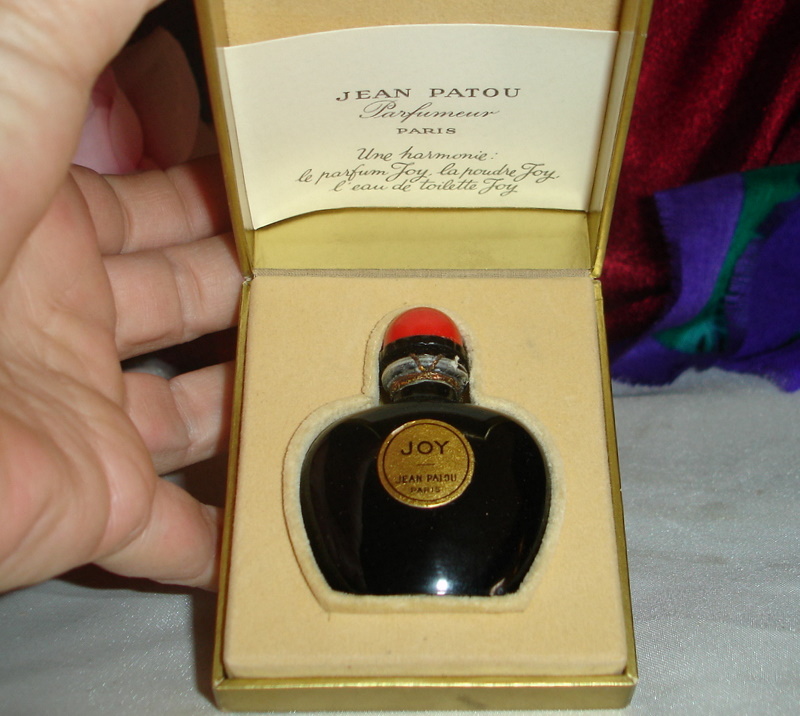 JEAN PATOU
Parfumeur
PARIS
Une harmonie:
le parfum Joy, la poudre Joy.
l'eau de toilette Joy
JOY
JEAN PATOU
PARIS